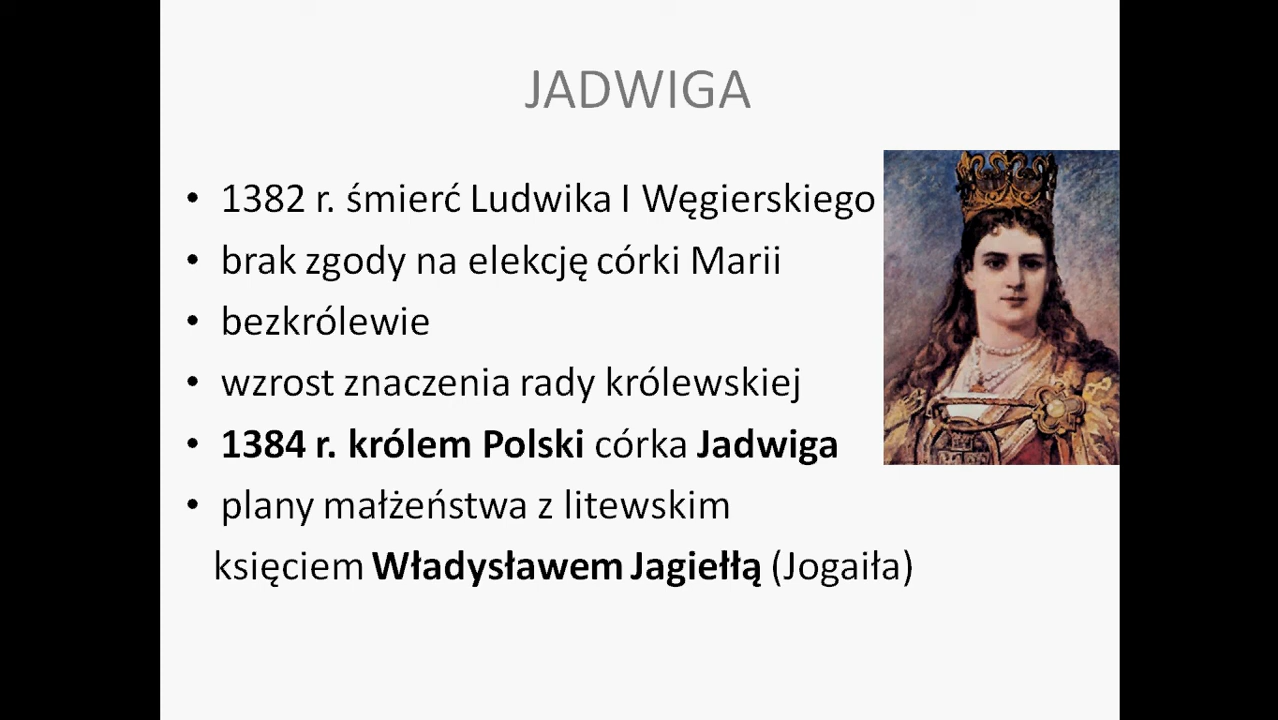 JADWIGA
• 1382 r. śmierć Ludwika I Węgierskiego
• brak zgody na elekcję córki Marii
• bezkrólewie
• wzrost znaczenia rady królewskiej
• 1384 r. królem Polski córka Jadwiga
• plany małżeństwa z litewskim
księciem Władysławem Jagiełłą (Jogaiła)